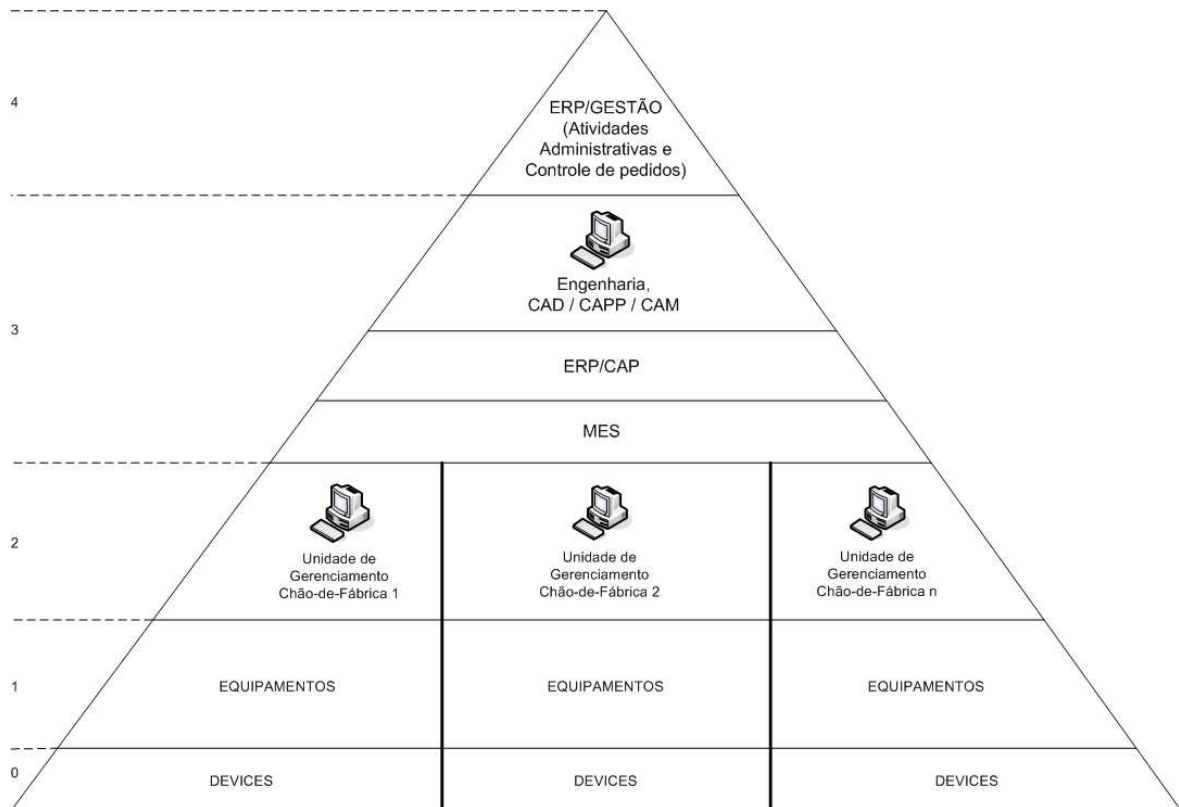 4
ERP/GESTÃO
(Atividades
Administrativas e
Controle de pedidos)
3
Engenharia,
CAD / CAPP / CAM
ERP/CAP
MES
2
Unidade de
Gerenciamento
Chão-de-Fábrica 1
Unidade de
Gerenciamento
Chão-de-Fábrica 2
Unidade de
Gerenciamento
Chão-de-Fábrica n
1
EQUIPAMENTOS
EQUIPAMENTOS
EQUIPAMENTOS
0
DEVICES
DEVICES
DEVICES